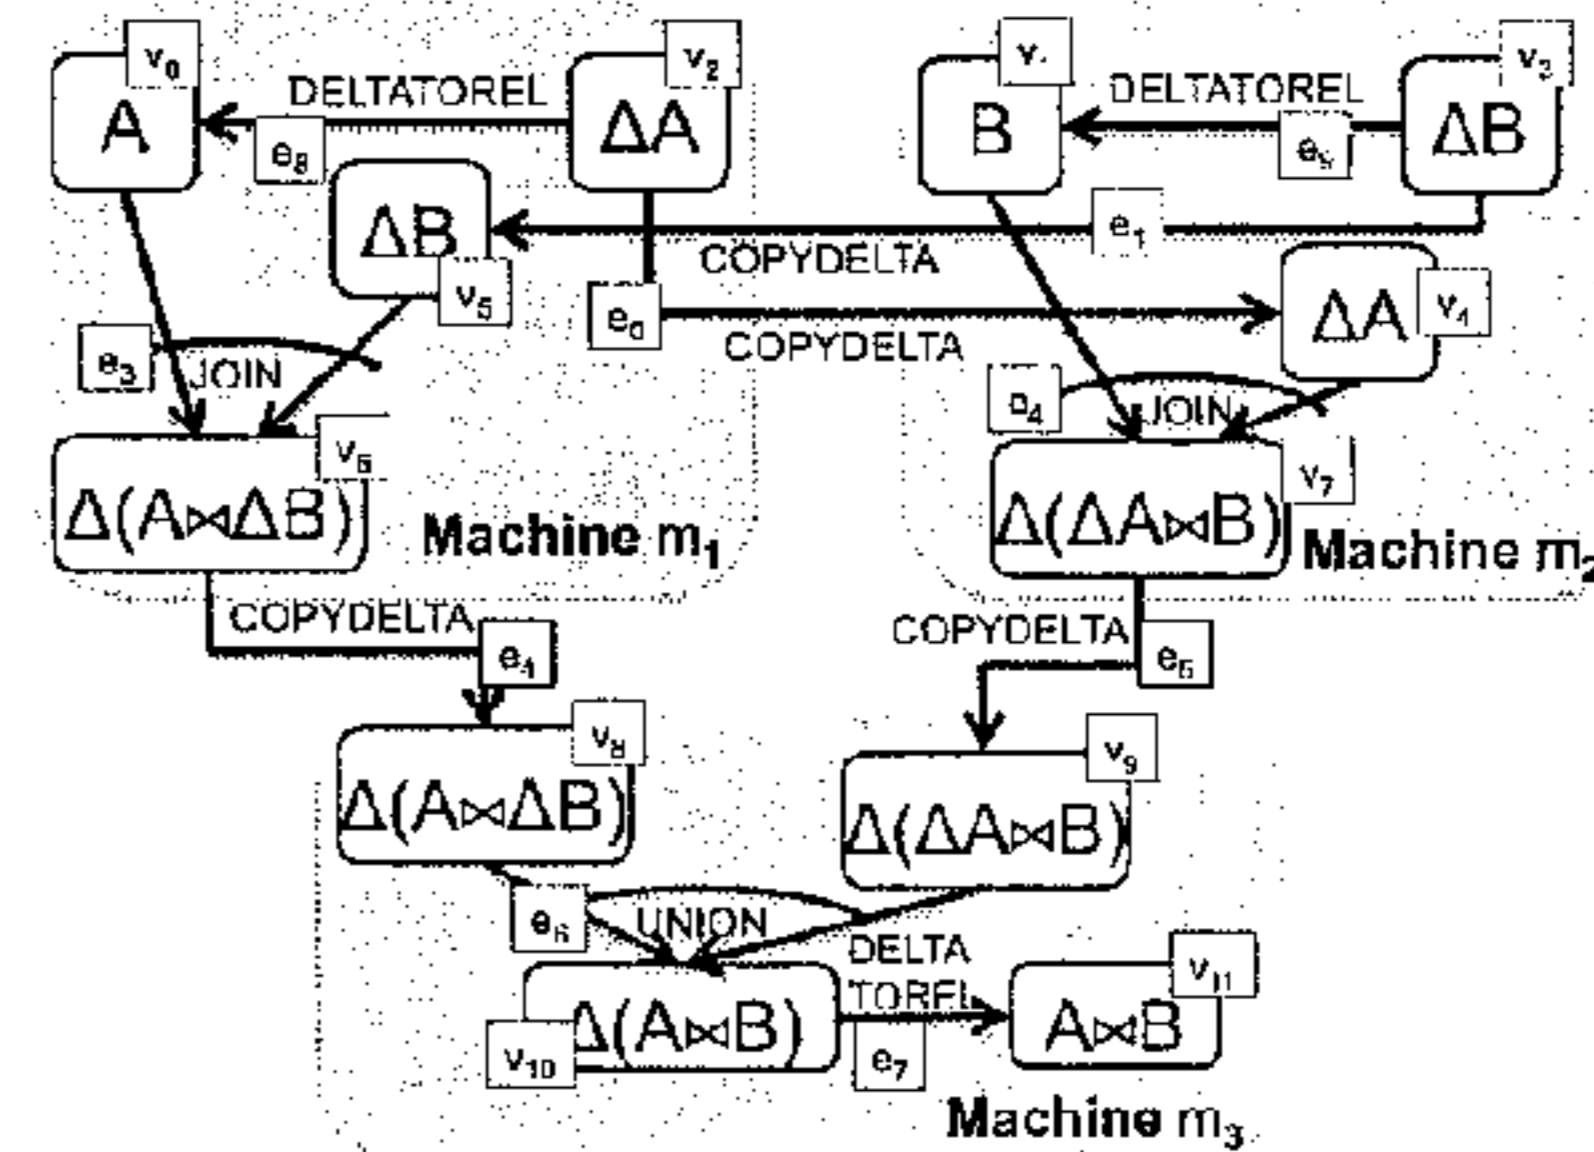 v₀
v₂
v₃
DELTATOREL
DELTATOREL
A
ΔA
B
ΔB
e₈
e₉
ΔB
e₁
COPYDELTA
v₅
ΔA
e₀
COPYDELTA
e₃
JOIN
JOIN
v₆
v₇
Δ(A⋈ΔB)
Machine m₁
Δ(ΔA⋈B)
Machine m₂
COPYDELTA
COPYDELTA
e₅
v₈
v₉
Δ(A⋈ΔB)
Δ(ΔA⋈B)
e₆
UNION
DELTA
TOREL
v₁₁
Δ(A⋈B)
A⋈B
v₁₀
e₇
Machine m₃